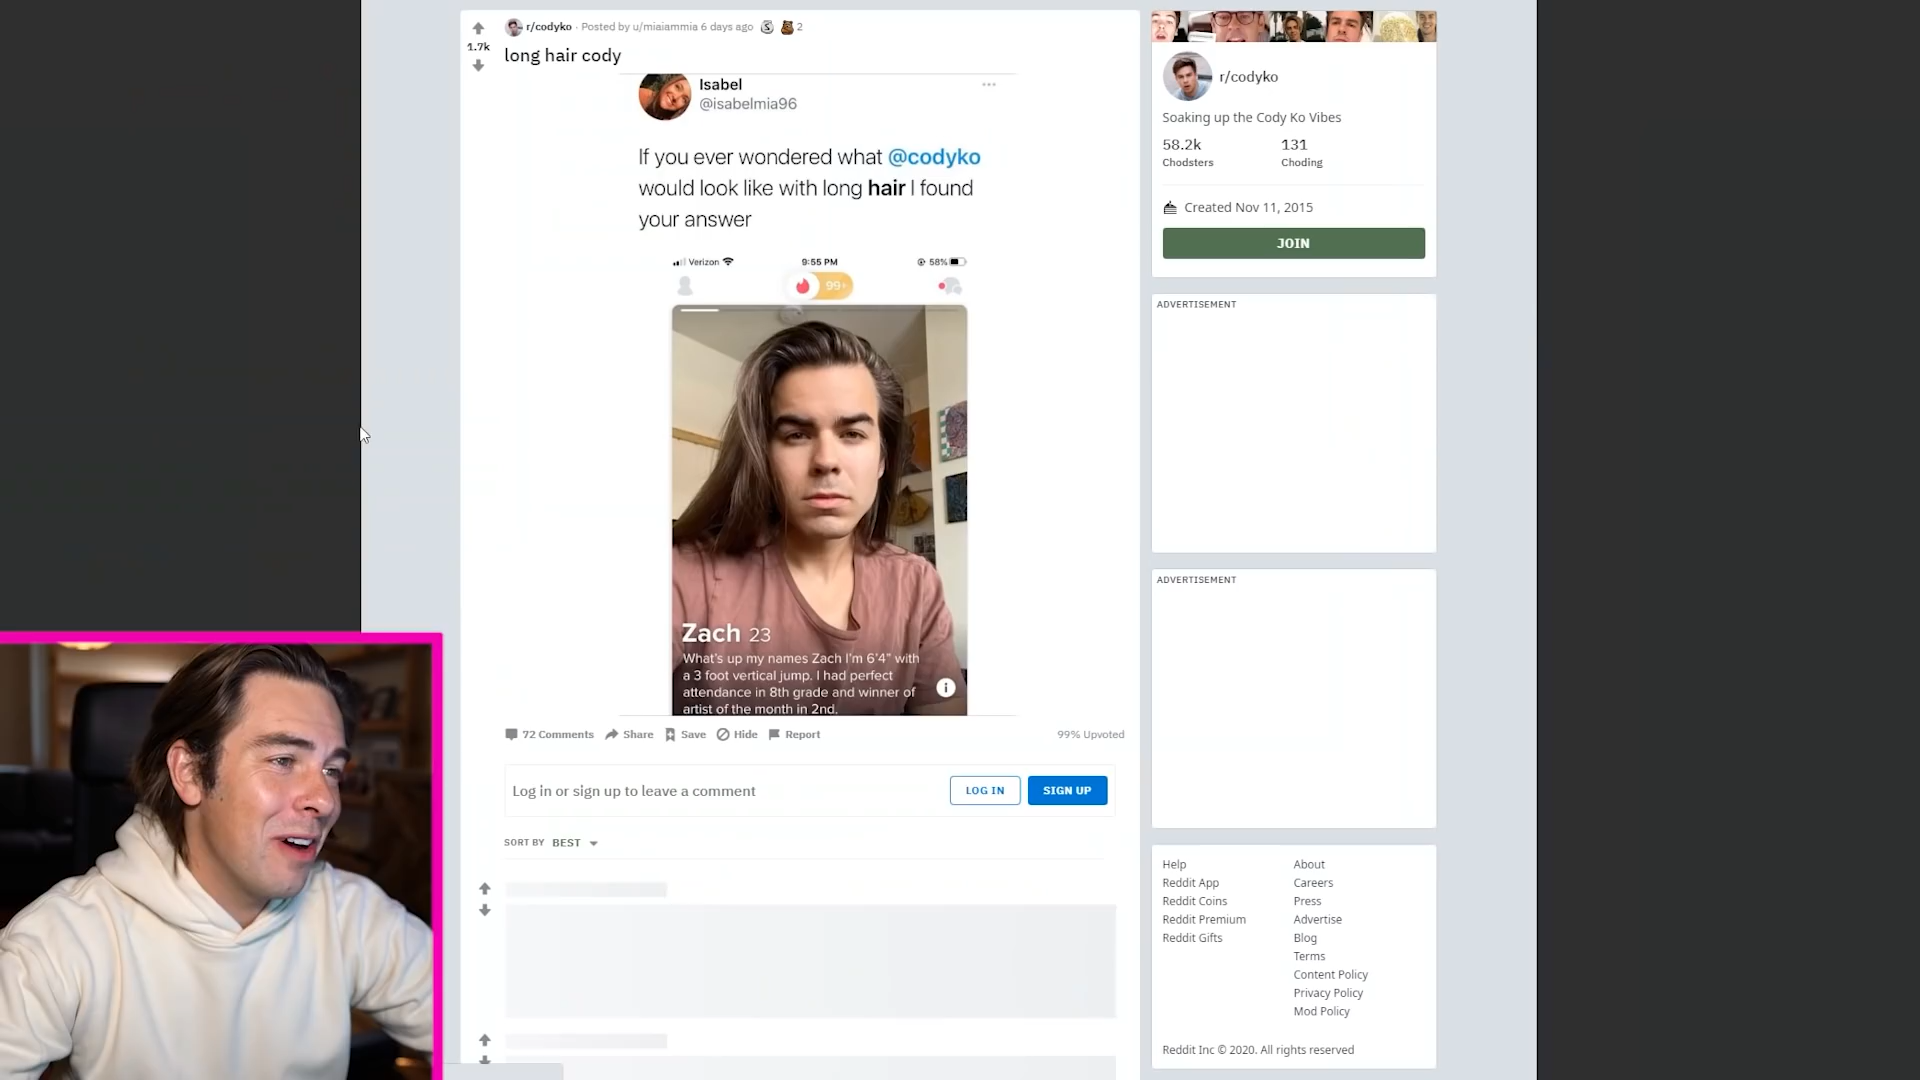 r/codyko · Posted by u/miaiammia 6 days ago 2
1.7k
long hair cody
Isabel
@isabelmia96
If you ever wondered what @codyko
would look like with long hair I found
your answer
Verizon 9:55 PM 58%
99+
Zach 23
What's up my names Zach I'm 6'4" with
a 3 foot vertical jump. I had perfect
attendance in 8th grade and winner of
artist of the month in 2nd.
72 Comments Share Save Hide Report 99% Upvoted
Log in or sign up to leave a comment LOG IN SIGN UP
SORT BY BEST
r/codyko
Soaking up the Cody Ko Vibes
58.2k 131
Chodsters Choding
Created Nov 11, 2015
JOIN
ADVERTISEMENT
ADVERTISEMENT
Help About
Reddit App Careers
Reddit Coins Press
Reddit Premium Advertise
Reddit Gifts Blog
Terms
Content Policy
Privacy Policy
Mod Policy
Reddit Inc © 2020. All rights reserved